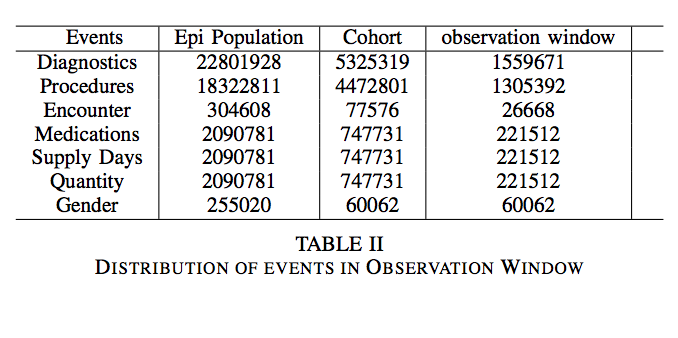 Events Epi Population Cohort observation window
Diagnostics 22801928 5325319 1559671
Procedures 18322811 4472801 1305392
Encounter 304608 77576 26668
Medications 2090781 747731 221512
Supply Days 2090781 747731 221512
Quantity 2090781 747731 221512
Gender 255020 60062 60062
TABLE II
DISTRIBUTION OF EVENTS IN OBSERVATION WINDOW